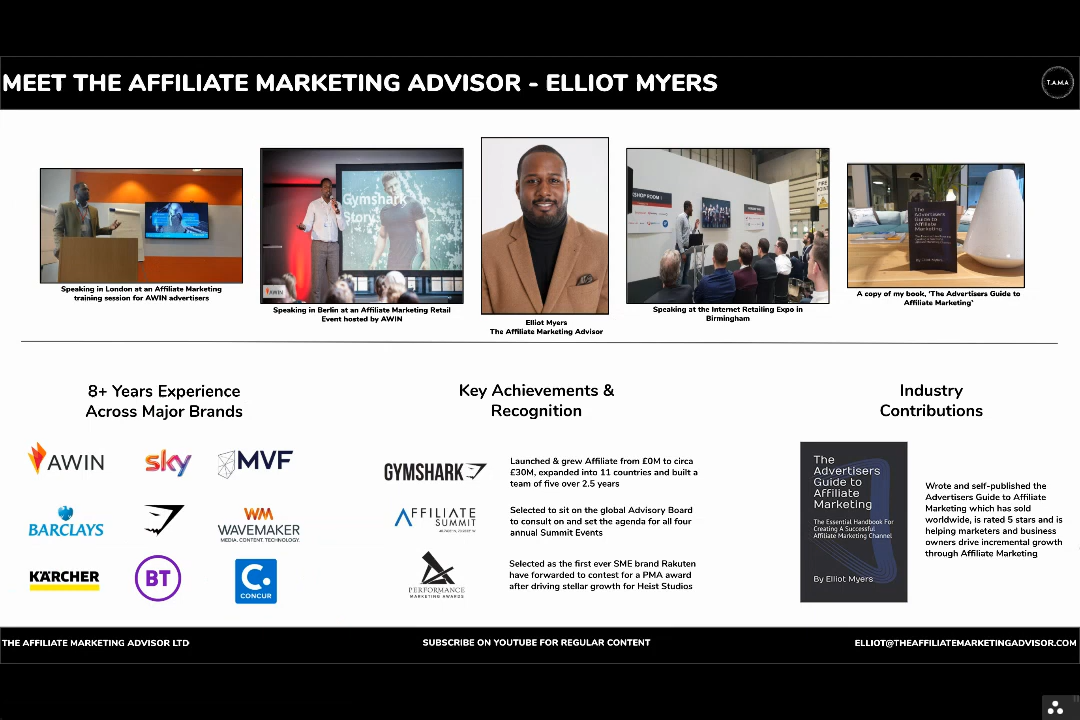 MEET THE AFFILIATE MARKETING ADVISOR - ELLIOT MYERS
T.A.M.A
Gymshark
Story
AWIN
The
Advertisers
Guide to
Affiliate
Marketing
Speaking in London at an Affiliate Marketing
training session for AWIN advertisers
Speaking in Berlin at an Affiliate Marketing Retail
Event hosted by AWIN
Elliot Myers
The Affiliate Marketing Advisor
Speaking at the Internet Retailing Expo in
Birmingham
A copy of my book, 'The Advertisers Guide to
Affiliate Marketing'
8+ Years Experience
Across Major Brands
AWIN
sky
MVF
BARCLAYS
WM
WAVEMAKER
MEDIA. CONTENT. TECHNOLOGY.
KÄRCHER
BT
C.
CONCUR
Key Achievements &
Recognition
GYMSHARK
Launched & grew Affiliate from £0M to circa
£30M, expanded into 11 countries and built a
team of five over 2.5 years
AFFILIATE
SUMMIT
Selected to sit on the global Advisory Board
to consult on and set the agenda for all four
annual Summit Events
PERFORMANCE
MARKETING AWARDS
Selected as the first ever SME brand Rakuten
have forwarded to contest for a PMA award
after driving stellar growth for Heist Studios
Industry
Contributions
The
Advertisers
Guide to
Affiliate
Marketing
The Essential Handbook For
Creating A Successful
Affiliate Marketing Channel
By Elliot Myers
Wrote and self-published the
Advertisers Guide to Affiliate
Marketing which has sold
worldwide, is rated 5 stars and is
helping marketers and business
owners drive incremental growth
through Affiliate Marketing
THE AFFILIATE MARKETING ADVISOR LTD
SUBSCRIBE ON YOUTUBE FOR REGULAR CONTENT
ELLIOT@THEAFFILIATEMARKETINGADVISOR.COM